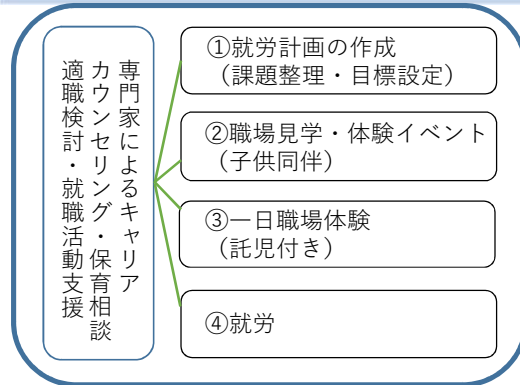 専門家によるキャリア
カウンセリング・保育相談
適職検討・就職活動支援
①就労計画の作成
（課題整理・目標設定）
②職場見学・体験イベント
（子供同伴）
③一日職場体験
（託児付き）
④就労